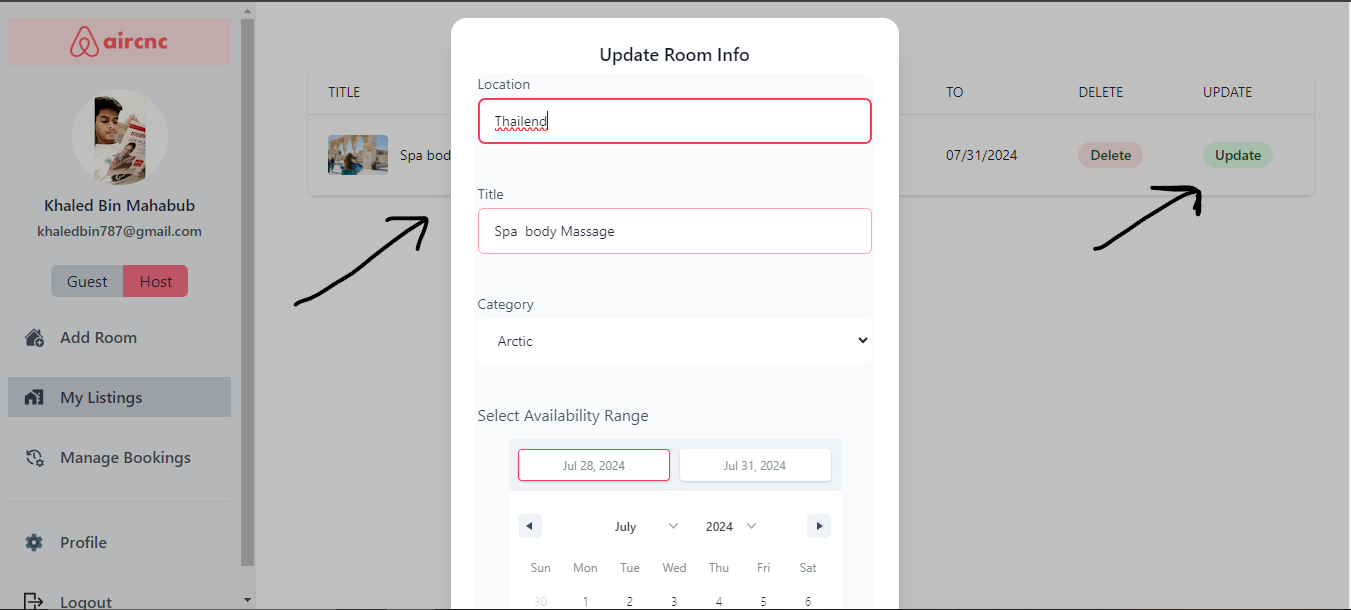 aircnc
Khaled Bin Mahabub
khaledbin787@gmail.com
Guest Host
Add Room
My Listings
Manage Bookings
Profile
Logout
TITLE TO DELETE UPDATE
Spa bod 07/31/2024 Delete Update
Update Room Info
Location
Thailend
Title
Spa  body Massage
Category
Arctic
Select Availability Range
Jul 28, 2024 Jul 31, 2024
July 2024
Sun Mon Tue Wed Thu Fri Sat
30 1 2 3 4 5 6